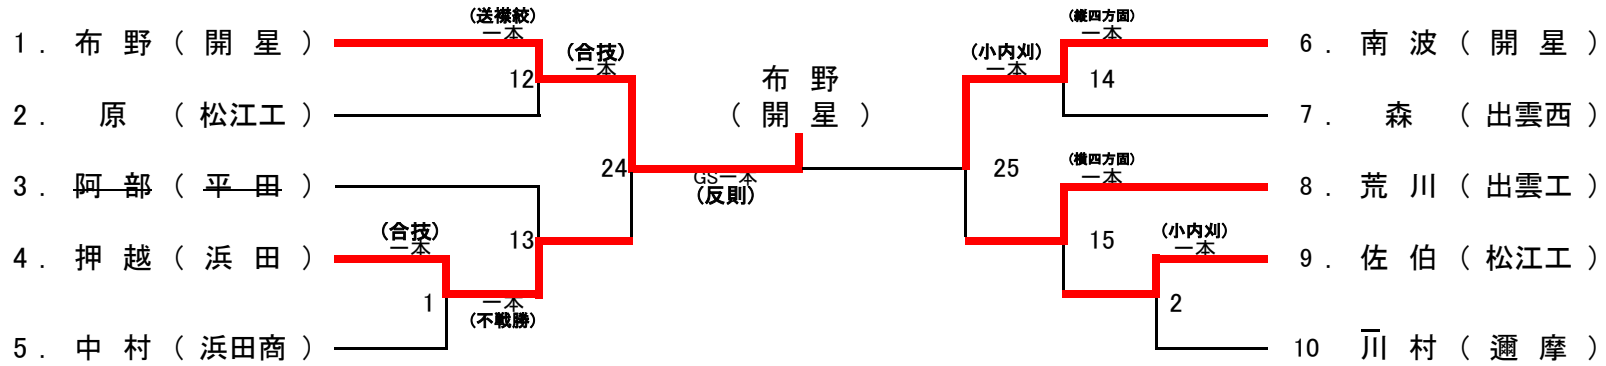 (送襟絞)
一本
1. 布野(開星)
(合技)
一本
12
2. 原(松江工)
24
3. 阿部(平田)
(合技)
一本
13
4. 押越(浜田)
1
一本
(不戦勝)
5. 中村(浜田商)
布野
(開星)
GS一本
(反則)
(縦四方固)
一本
6. 南波(開星)
(小内刈)
一本
14
7. 森(出雲西)
25
(横四方固)
一本
8. 荒川(出雲工)
15
(小内刈)
一本
9. 佐伯(松江工)
2
10 川村(邇摩)